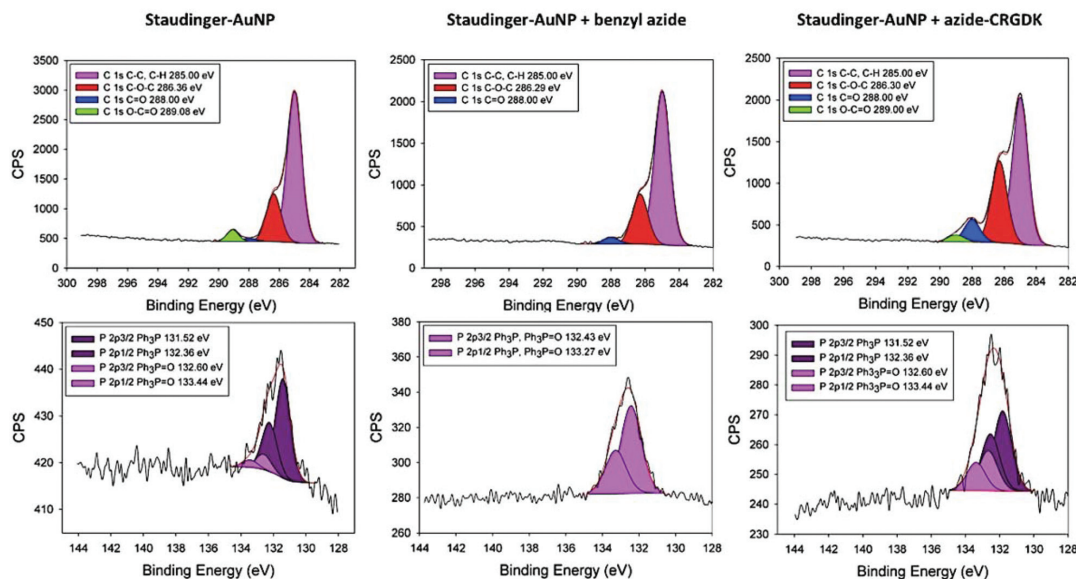 Staudinger-AuNP
Staudinger-AuNP + benzyl azide
Staudinger-AuNP + azide-CRGDK
C 1s C-C, C-H 285.00 eV
C 1s C-O-C 286.36 eV
C 1s C=O 288.00 eV
C 1s O-C=O 289.08 eV
CPS
3500
3000
2500
2000
1500
1000
500
0
300 298 296 294 292 290 288 286 284 282
Binding Energy (eV)
C 1s C-C, C-H 285.00 eV
C 1s C-O-C 286.29 eV
C 1s C=O 288.00 eV
CPS
2500
2000
1500
1000
500
0
298 296 294 292 290 288 286 284 282
Binding Energy (eV)
C 1s C-C, C-H 285.00 eV
C 1s C-O-C 286.30 eV
C 1s C=O 288.00 eV
C 1s O-C=O 289.00 eV
CPS
2500
2000
1500
1000
500
0
300 298 296 294 292 290 288 286 284 282
Binding Energy (eV)
P 2p3/2 Ph3P 131.52 eV
P 2p1/2 Ph3P 132.36 eV
P 2p3/2 Ph3P=O 132.60 eV
P 2p1/2 Ph3P=O 133.44 eV
CPS
450
440
430
420
410
144 142 140 138 136 134 132 130 128
Binding Energy (eV)
P 2p3/2 Ph3P, Ph3P=O 132.43 eV
P 2p1/2 Ph3P, Ph3P=O 133.27 eV
CPS
380
360
340
320
300
280
260
144 142 140 138 136 134 132 130 128
Binding Energy (eV)
P 2p3/2 Ph3P 131.52 eV
P 2p1/2 Ph3P 132.36 eV
P 2p3/2 Ph33P=O 132.60 eV
P 2p1/2 Ph33P=O 133.44 eV
CPS
300
290
280
270
260
250
240
230
144 142 140 138 136 134 132 130 128
Binding Energy (eV)